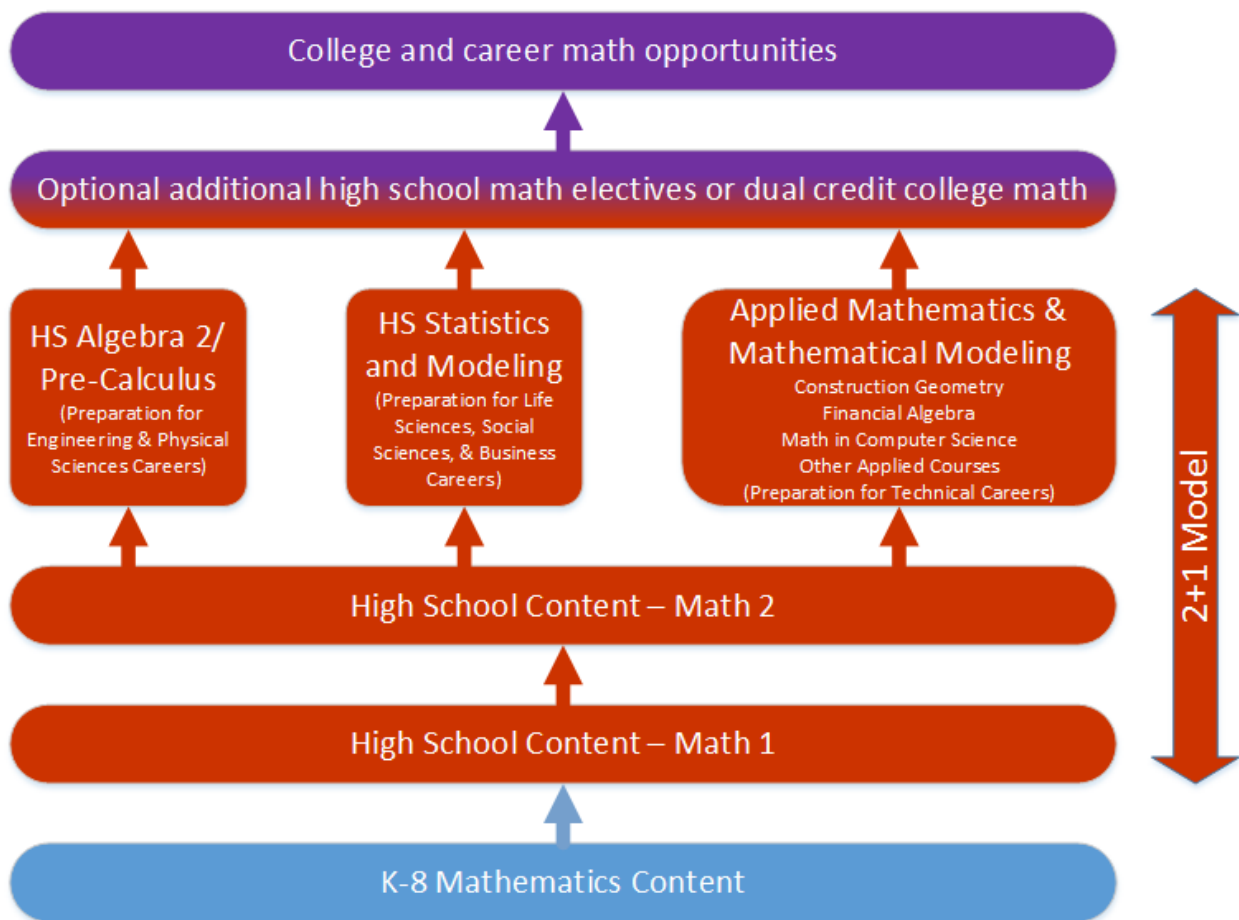 College and career math opportunities
Optional additional high school math electives or dual credit college math
HS Algebra 2/
Pre-Calculus
(Preparation for
Engineering & Physical
Sciences Careers)
HS Statistics
and Modeling
(Preparation for Life
Sciences, Social
Sciences, & Business
Careers)
Applied Mathematics &
Mathematical Modeling
Construction Geometry
Financial Algebra
Math in Computer Science
Other Applied Courses
(Preparation for Technical Careers)
2+1 Model
High School Content – Math 2
High School Content – Math 1
K-8 Mathematics Content